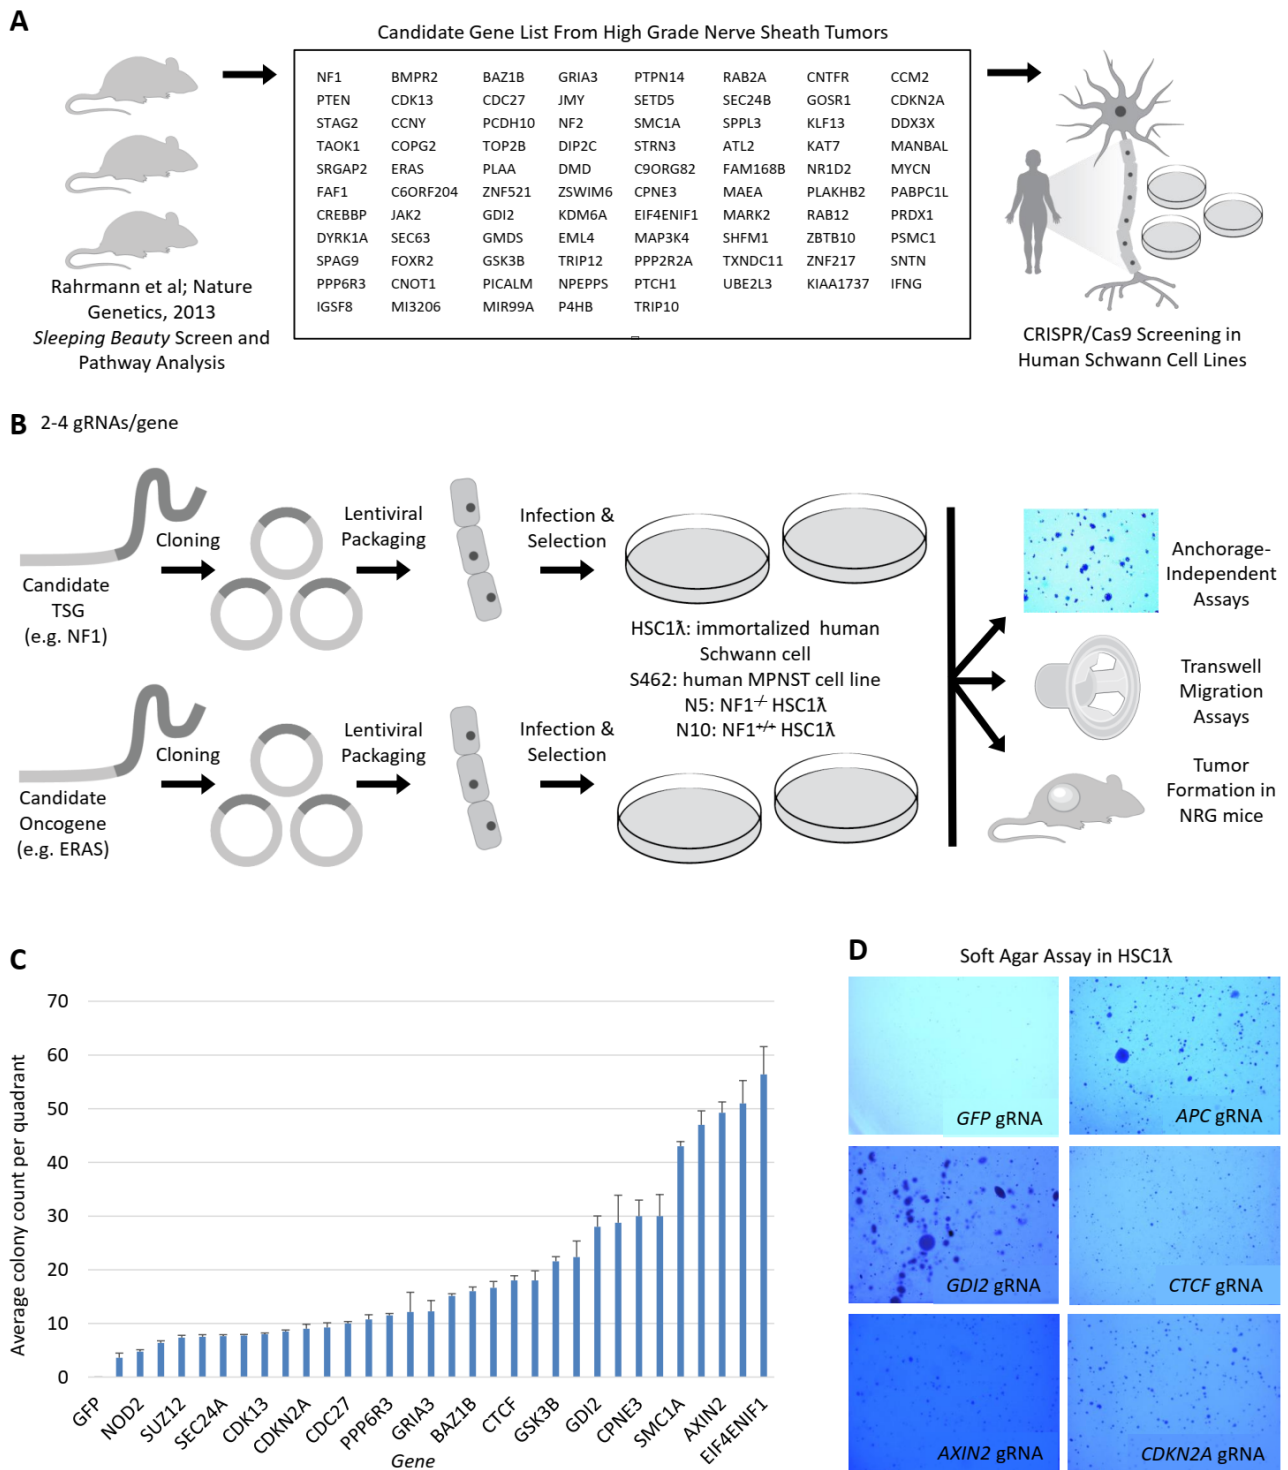 A
Candidate Gene List From High Grade Nerve Sheath Tumors
NF1 BMPR2 BAZ1B GRIA3 PTPN14 RAB2A CNTFR CCM2
PTEN CDK13 CDC27 JMY SETD5 SEC24B GOSR1 CDKN2A
STAG2 CCNY PCDH10 NF2 SMC1A SPPL3 KLF13 DDX3X
TAOK1 COPG2 TOP2B DIP2C STRN3 ATL2 KAT7 MANBAL
SRGAP2 ERAS PLAA DMD C9ORG82 FAM168B NR1D2 MYCN
FAF1 C6ORF204 ZNF521 ZSWIM6 CPNE3 MAEA PLAKHB2 PABPC1L
CREBBP JAK2 GDI2 KDM6A EIF4ENIF1 MARK2 RAB12 PRDX1
DYRK1A SEC63 GMDS EML4 MAP3K4 SHFM1 ZBTB10 PSMC1
SPAG9 FOXR2 GSK3B TRIP12 PPP2R2A TXNDC11 ZNF217 SNTN
PPP6R3 CNOT1 PICALM NPEPPS PTCH1 UBE2L3 KIAA1737 IFNG
IGSF8 MI3206 MIR99A P4HB TRIP10
Rahrmann et al; Nature
Genetics, 2013
Sleeping Beauty Screen and
Pathway Analysis
CRISPR/Cas9 Screening in
Human Schwann Cell Lines
B 2-4 gRNAs/gene
Candidate
TSG
(e.g. NF1)
Cloning
Lentiviral
Packaging
Infection &
Selection
HSC1ƛ: immortalized human
Schwann cell
S462: human MPNST cell line
N5: NF1-/- HSC1ƛ
N10: NF1+/+ HSC1ƛ
Candidate
Oncogene
(e.g. ERAS)
Cloning
Lentiviral
Packaging
Infection &
Selection
Anchorage-
Independent
Assays
Transwell
Migration
Assays
Tumor
Formation in
NRG mice
C
Average colony count per quadrant
70
60
50
40
30
20
10
0
GFP NOD2 SUZ12 SEC24A CDK13 CDKN2A CDC27 PPP6R3 GRIA3 BAZ1B CTCF GSK3B GDI2 CPNE3 SMC1A AXIN2 EIF4ENIF1
Gene
D
Soft Agar Assay in HSC1ƛ
GFP gRNA
APC gRNA
GDI2 gRNA
CTCF gRNA
AXIN2 gRNA
CDKN2A gRNA